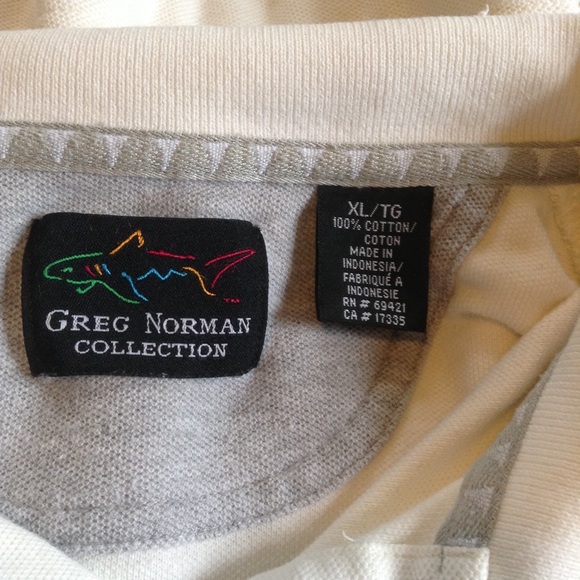 GREG NORMAN
COLLECTION
XL/TG
100% COTTON/
COTON
MADE IN
INDONESIA/
FABRIQUÉ A
INDONESIE
RN # 69421
CA # 17335